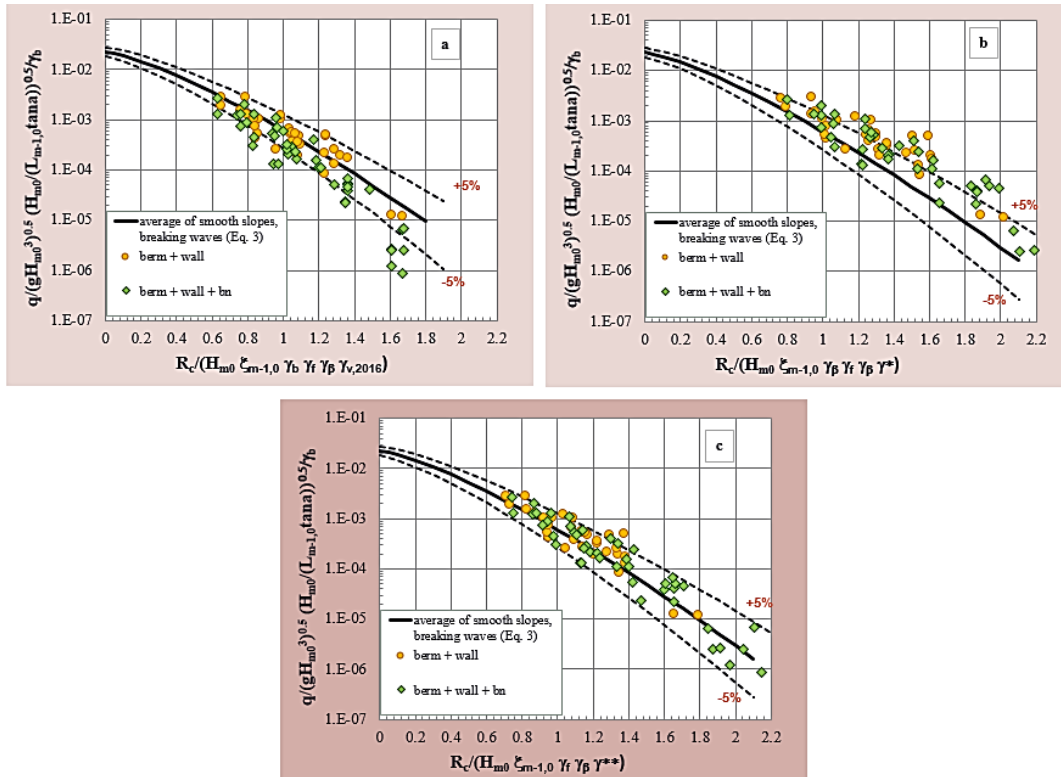 a
1.E-01
1.E-02
1.E-03
1.E-04
1.E-05
1.E-06
1.E-07
q/(gHm0³)^0.5 (Hm0/(Lm-1,0tana))^0.5/γb
+5%
-5%
average of smooth slopes,
breaking waves (Eq. 3)
berm + wall
berm + wall + bn
0 0.2 0.4 0.6 0.8 1 1.2 1.4 1.6 1.8 2 2.2
Rc/(Hm0 ξm-1,0 γb γf γβ γv,2016)
b
1.E-01
1.E-02
1.E-03
1.E-04
1.E-05
1.E-06
1.E-07
q/(gHm0³)^0.5 (Hm0/(Lm-1,0tana))^0.5/γb
+5%
-5%
average of smooth slopes,
breaking waves (Eq. 3)
berm + wall
berm + wall + bn
0 0.2 0.4 0.6 0.8 1 1.2 1.4 1.6 1.8 2 2.2
Rc/(Hm0 ξm-1,0 γβ γf γβ γ*)
c
1.E-01
1.E-02
1.E-03
1.E-04
1.E-05
1.E-06
1.E-07
q/(gHm0³)^0.5 (Hm0/(Lm-1,0tana))^0.5/γb
+5%
-5%
average of smooth slopes,
breaking waves (Eq. 3)
berm + wall
berm + wall + bn
0 0.2 0.4 0.6 0.8 1 1.2 1.4 1.6 1.8 2 2.2
Rc/(Hm0 ξm-1,0 γf γβ γ**)